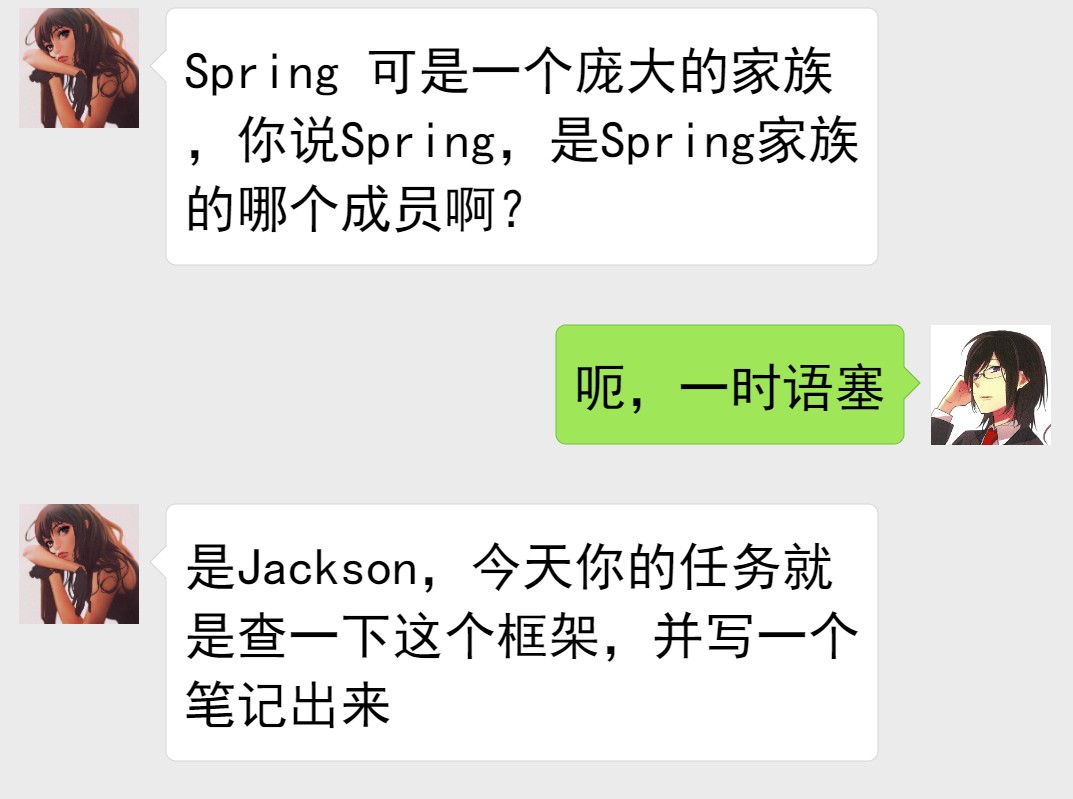 Spring 可是一个庞大的家族
，你说Spring，是Spring家族
的哪个成员啊？
呃，一时语塞
是Jackson，今天你的任务就
是查一下这个框架，并写一个
笔记出来